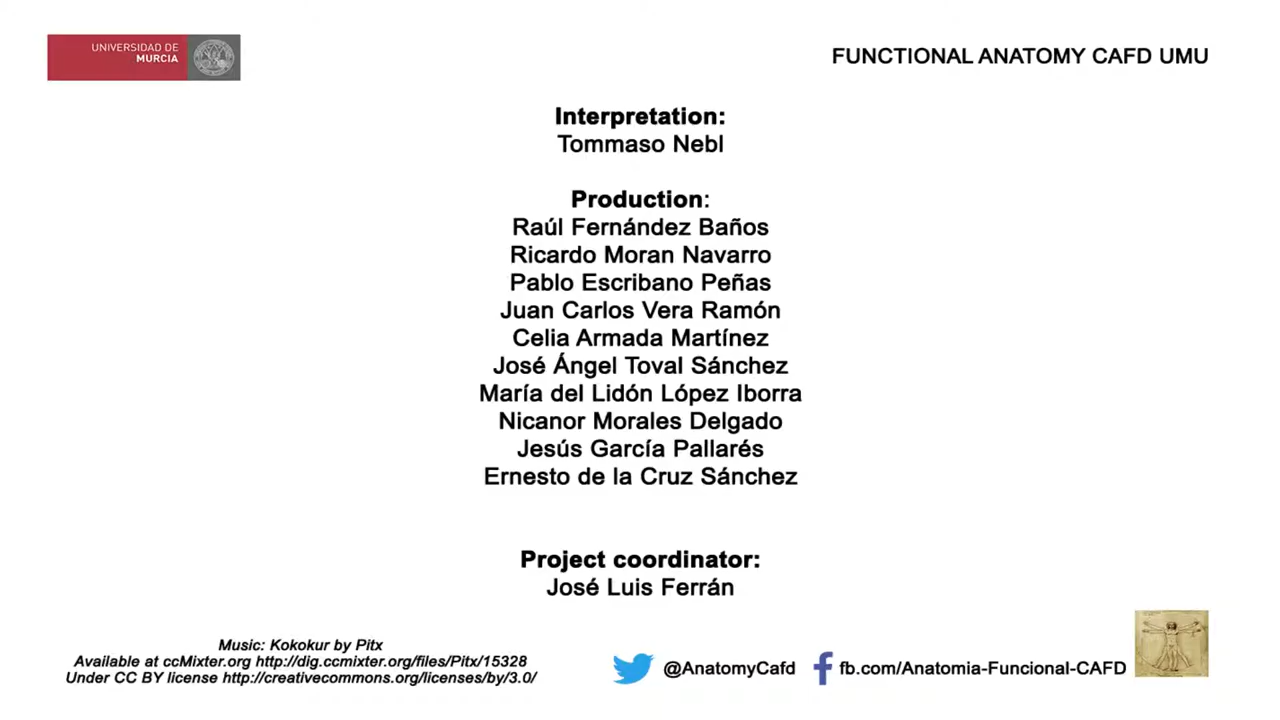 UNIVERSIDAD DE
MURCIA
FUNCTIONAL ANATOMY CAFD UMU
Interpretation:
Tommaso Nebl
Production:
Raúl Fernández Baños
Ricardo Moran Navarro
Pablo Escribano Peñas
Juan Carlos Vera Ramón
Celia Armada Martínez
José Ángel Toval Sánchez
María del Lidón López Iborra
Nicanor Morales Delgado
Jesús García Pallarés
Ernesto de la Cruz Sánchez
Project coordinator:
José Luis Ferrán
Music: Kokokur by Pitx
Available at ccMixter.org http://dig.ccmixter.org/files/Pitx/15328
Under CC BY license http://creativecommons.org/licenses/by/3.0/
@AnatomyCafd
fb.com/Anatomia-Funcional-CAFD